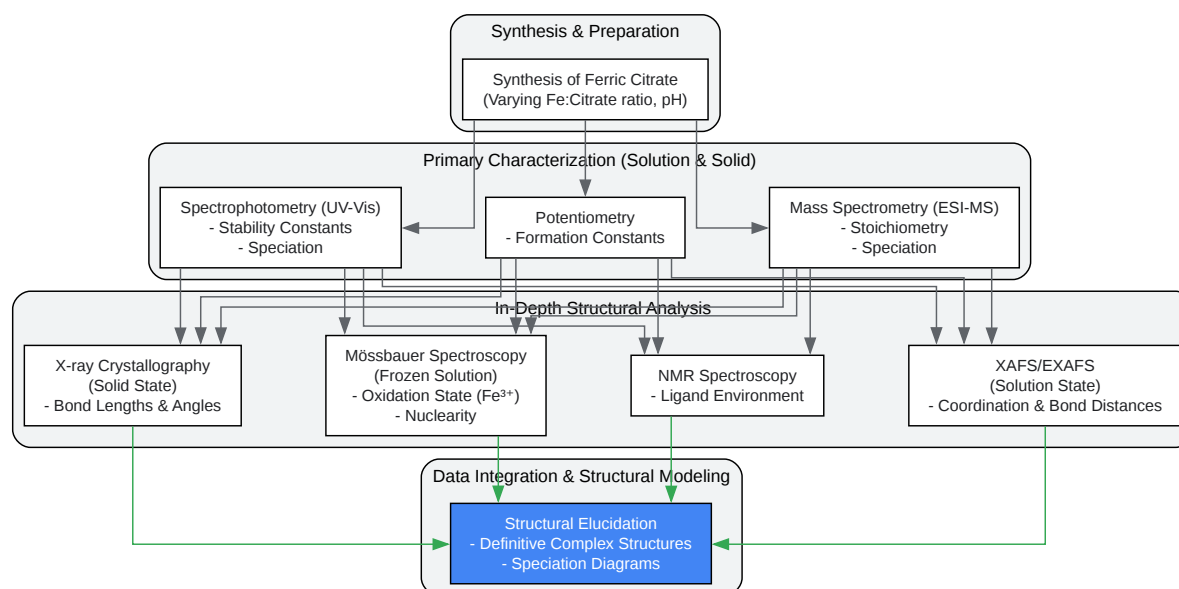 Synthesis & Preparation
Synthesis of Ferric Citrate
(Varying Fe:Citrate ratio, pH)
Primary Characterization (Solution & Solid)
Spectrophotometry (UV-Vis)
- Stability Constants
- Speciation
Potentiometry
- Formation Constants
Mass Spectrometry (ESI-MS)
- Stoichiometry
- Speciation
In-Depth Structural Analysis
X-ray Crystallography
(Solid State)
- Bond Lengths & Angles
Mössbauer Spectroscopy
(Frozen Solution)
- Oxidation State (Fe³⁺)
- Nuclearity
NMR Spectroscopy
- Ligand Environment
XAFS/EXAFS
(Solution State)
- Coordination & Bond Distances
Data Integration & Structural Modeling
Structural Elucidation
- Definitive Complex Structures
- Speciation Diagrams